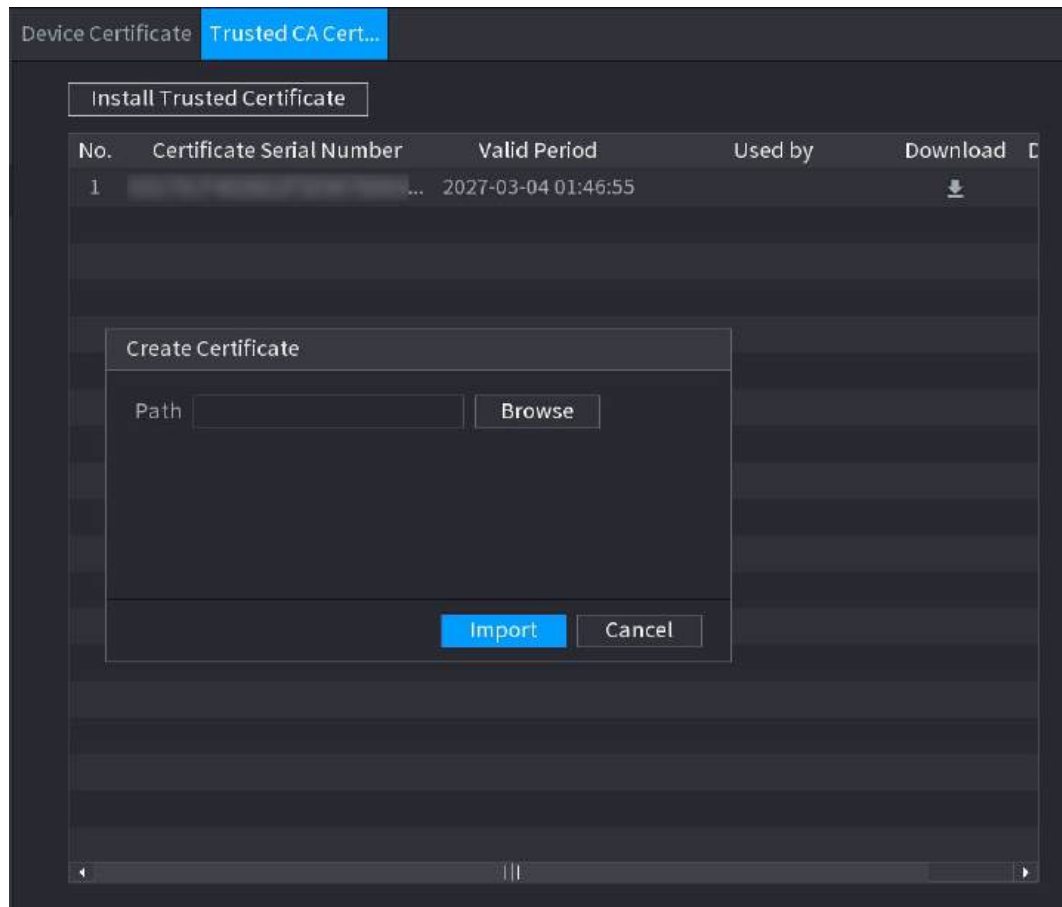 Device Certificate Trusted CA Cert...
Install Trusted Certificate
No. Certificate Serial Number Valid Period Used by Download D
1 ... 2027-03-04 01:46:55
Create Certificate
Path Browse
Import Cancel